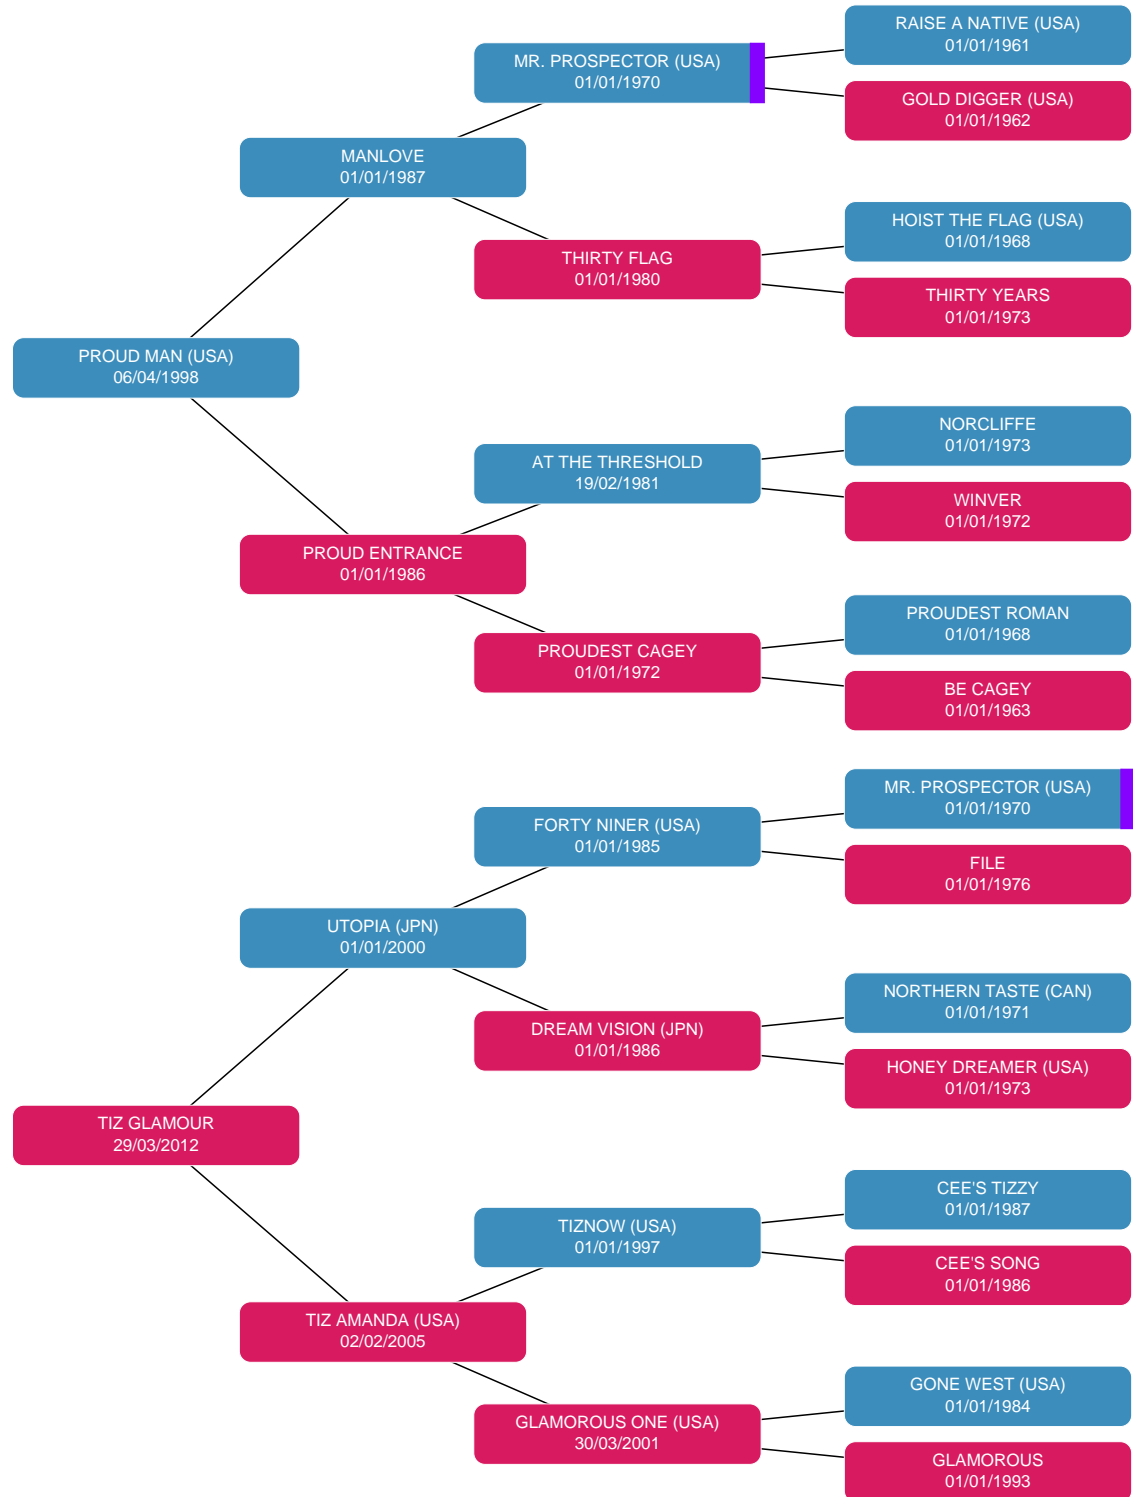 RAISE A NATIVE (USA)
01/01/1961
MR. PROSPECTOR (USA)
01/01/1970
GOLD DIGGER (USA)
01/01/1962
MANLOVE
01/01/1987
HOIST THE FLAG (USA)
01/01/1968
THIRTY FLAG
01/01/1980
THIRTY YEARS
01/01/1973
PROUD MAN (USA)
06/04/1998
NORCLIFFE
01/01/1973
AT THE THRESHOLD
19/02/1981
WINVER
01/01/1972
PROUD ENTRANCE
01/01/1986
PROUDEST ROMAN
01/01/1968
PROUDEST CAGEY
01/01/1972
BE CAGEY
01/01/1963
MR. PROSPECTOR (USA)
01/01/1970
FORTY NINER (USA)
01/01/1985
FILE
01/01/1976
UTOPIA (JPN)
01/01/2000
NORTHERN TASTE (CAN)
01/01/1971
DREAM VISION (JPN)
01/01/1986
HONEY DREAMER (USA)
01/01/1973
TIZ GLAMOUR
29/03/2012
CEE'S TIZZY
01/01/1987
TIZNOW (USA)
01/01/1997
CEE'S SONG
01/01/1986
TIZ AMANDA (USA)
02/02/2005
GONE WEST (USA)
01/01/1984
GLAMOROUS ONE (USA)
30/03/2001
GLAMOROUS
01/01/1993